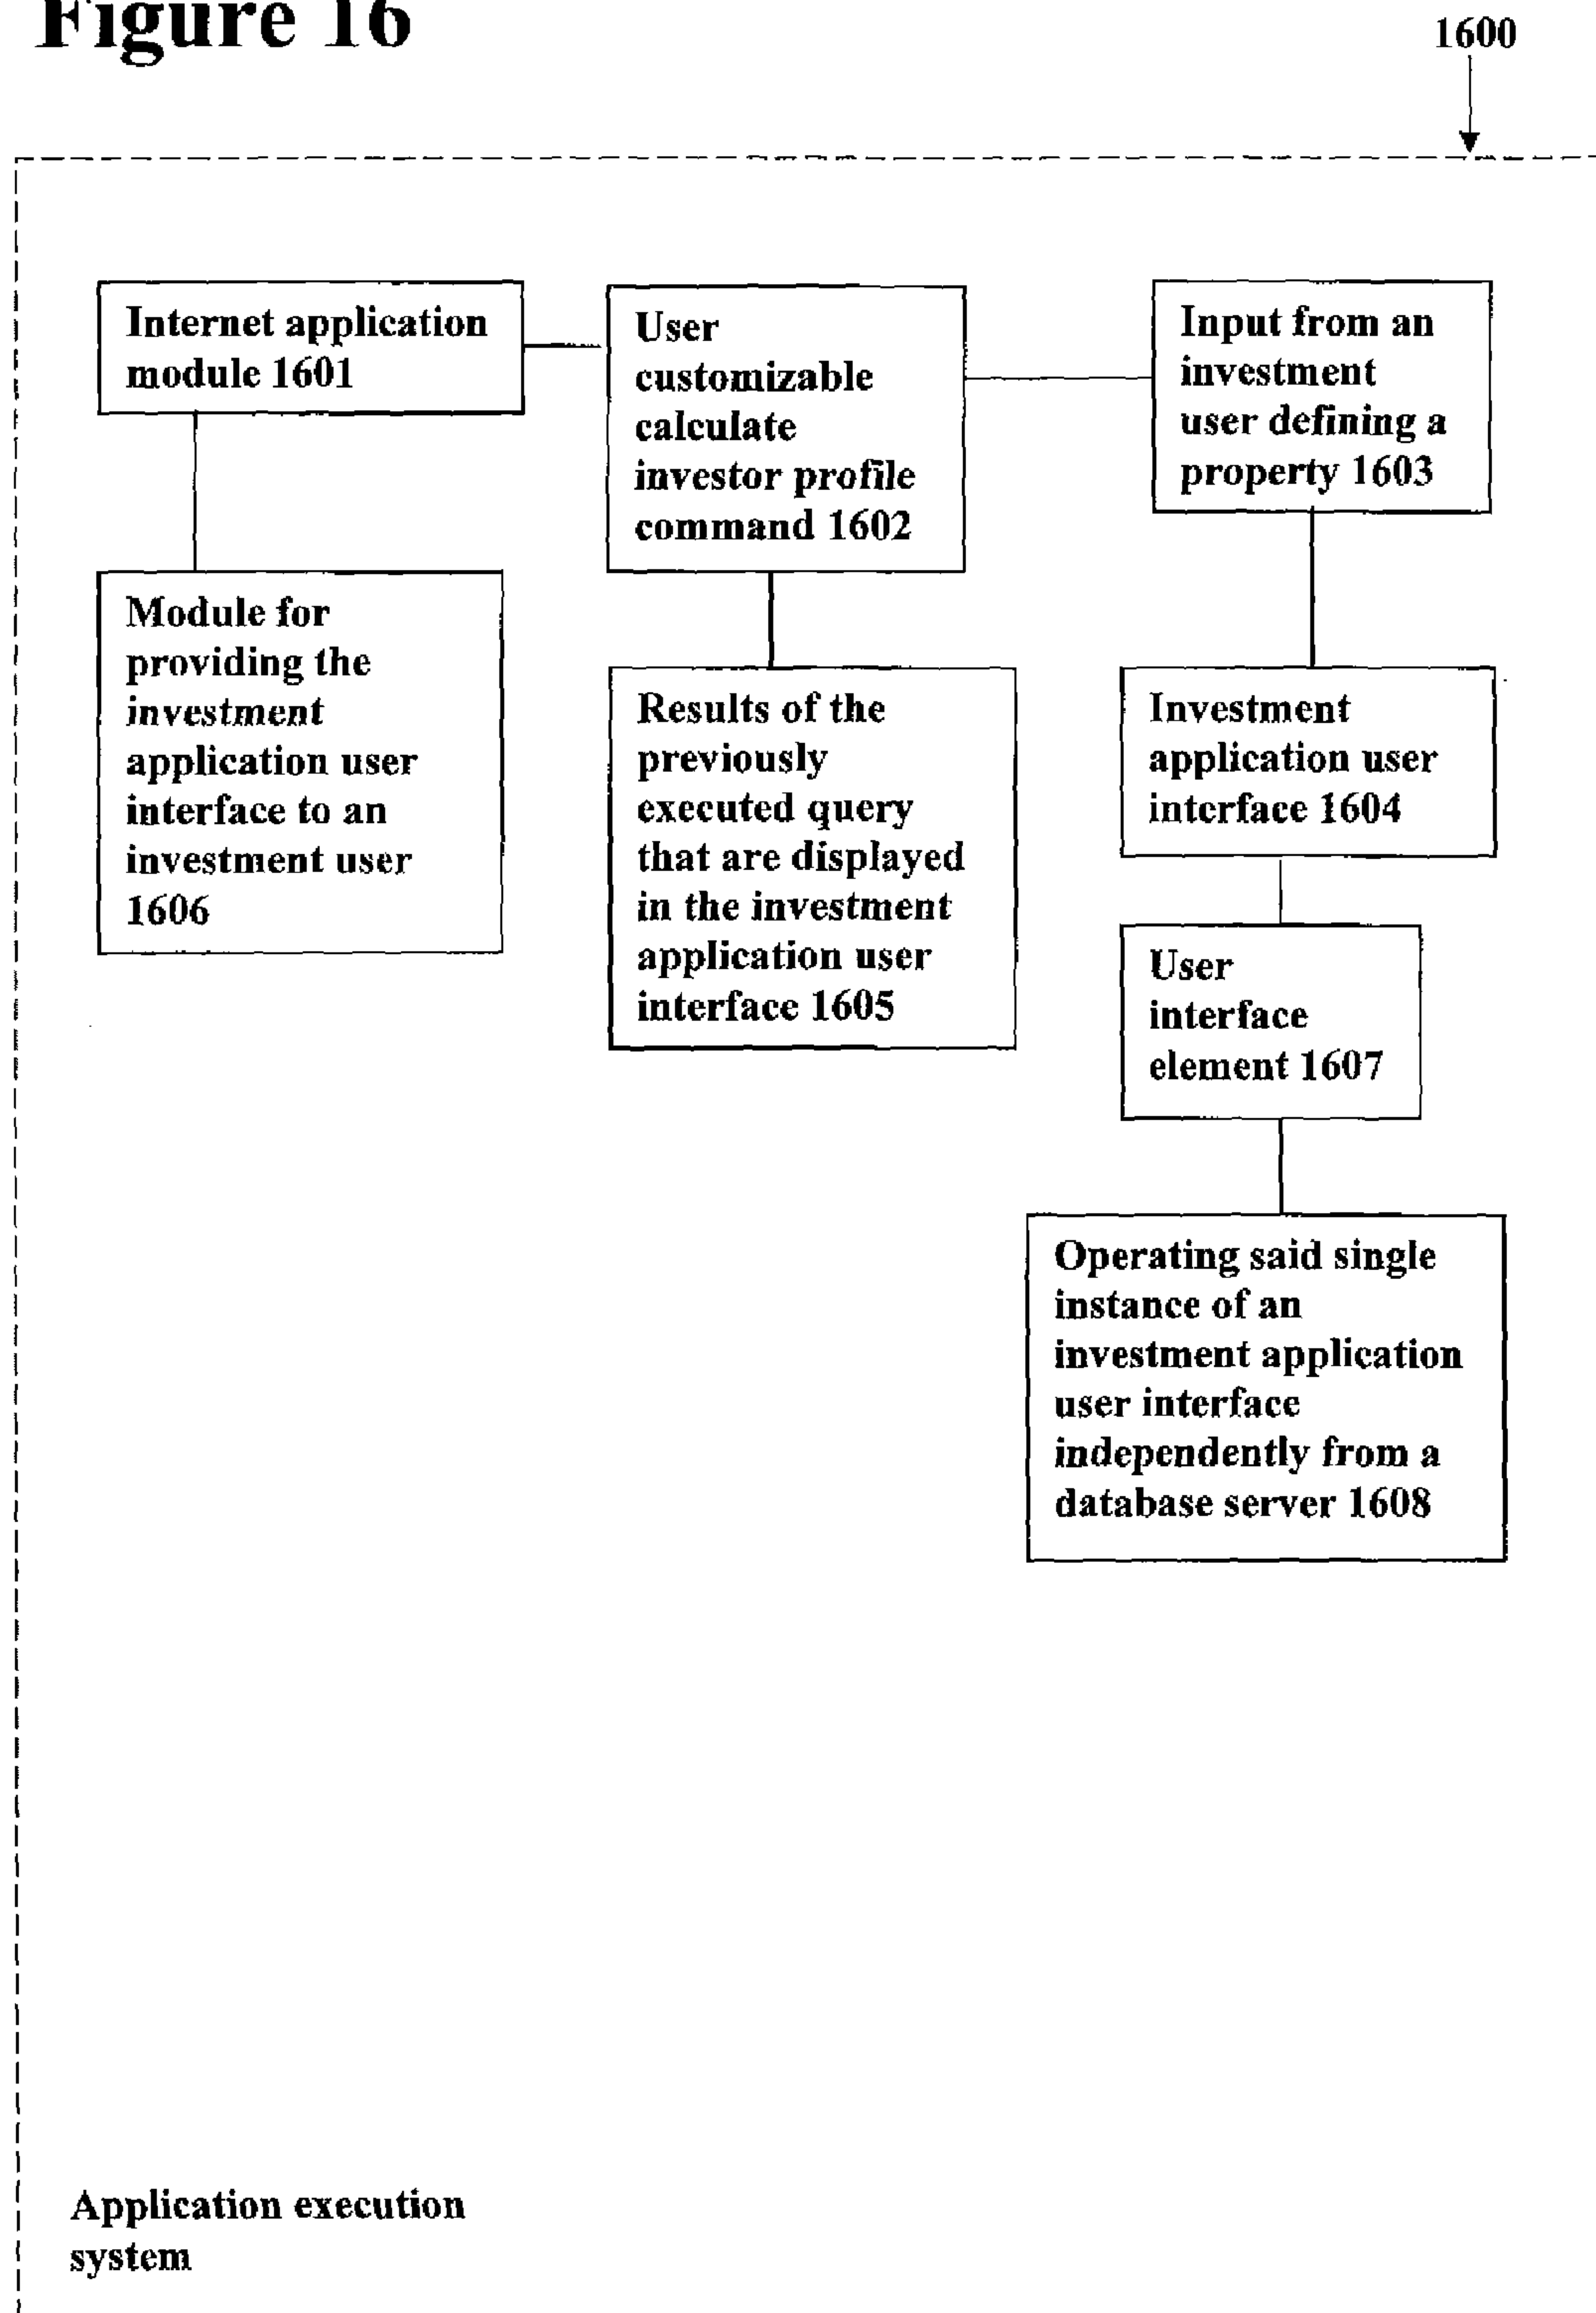 Figure 16
1600
Internet application
module 1601
User
customizable
calculate
investor profile
command 1602
Input from an
investment
user defining a
property 1603
Module for
providing the
investment
application user
interface to an
investment user
1606
Results of the
previously
executed query
that are displayed
in the investment
application user
interface 1605
Investment
application user
interface 1604
User
interface
element 1607
Operating said single
instance of an
investment application
user interface
independently from a
database server 1608
Application execution
system